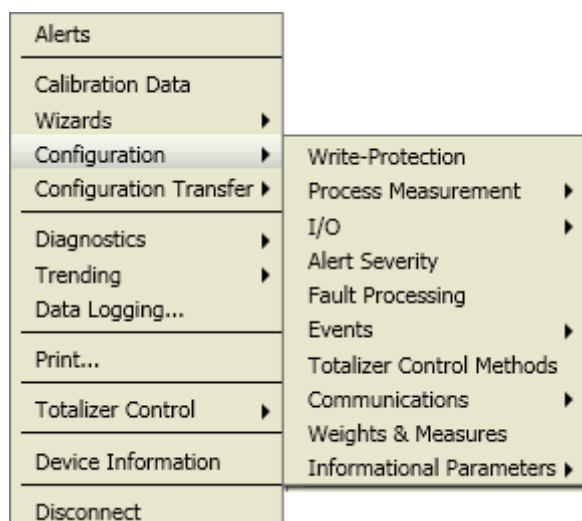 Alerts
Calibration Data
Wizards
Configuration
Configuration Transfer
Diagnostics
Trending
Data Logging...
Print...
Totalizer Control
Device Information
Disconnect
Write-Protection
Process Measurement
I/O
Alert Severity
Fault Processing
Events
Totalizer Control Methods
Communications
Weights & Measures
Informational Parameters